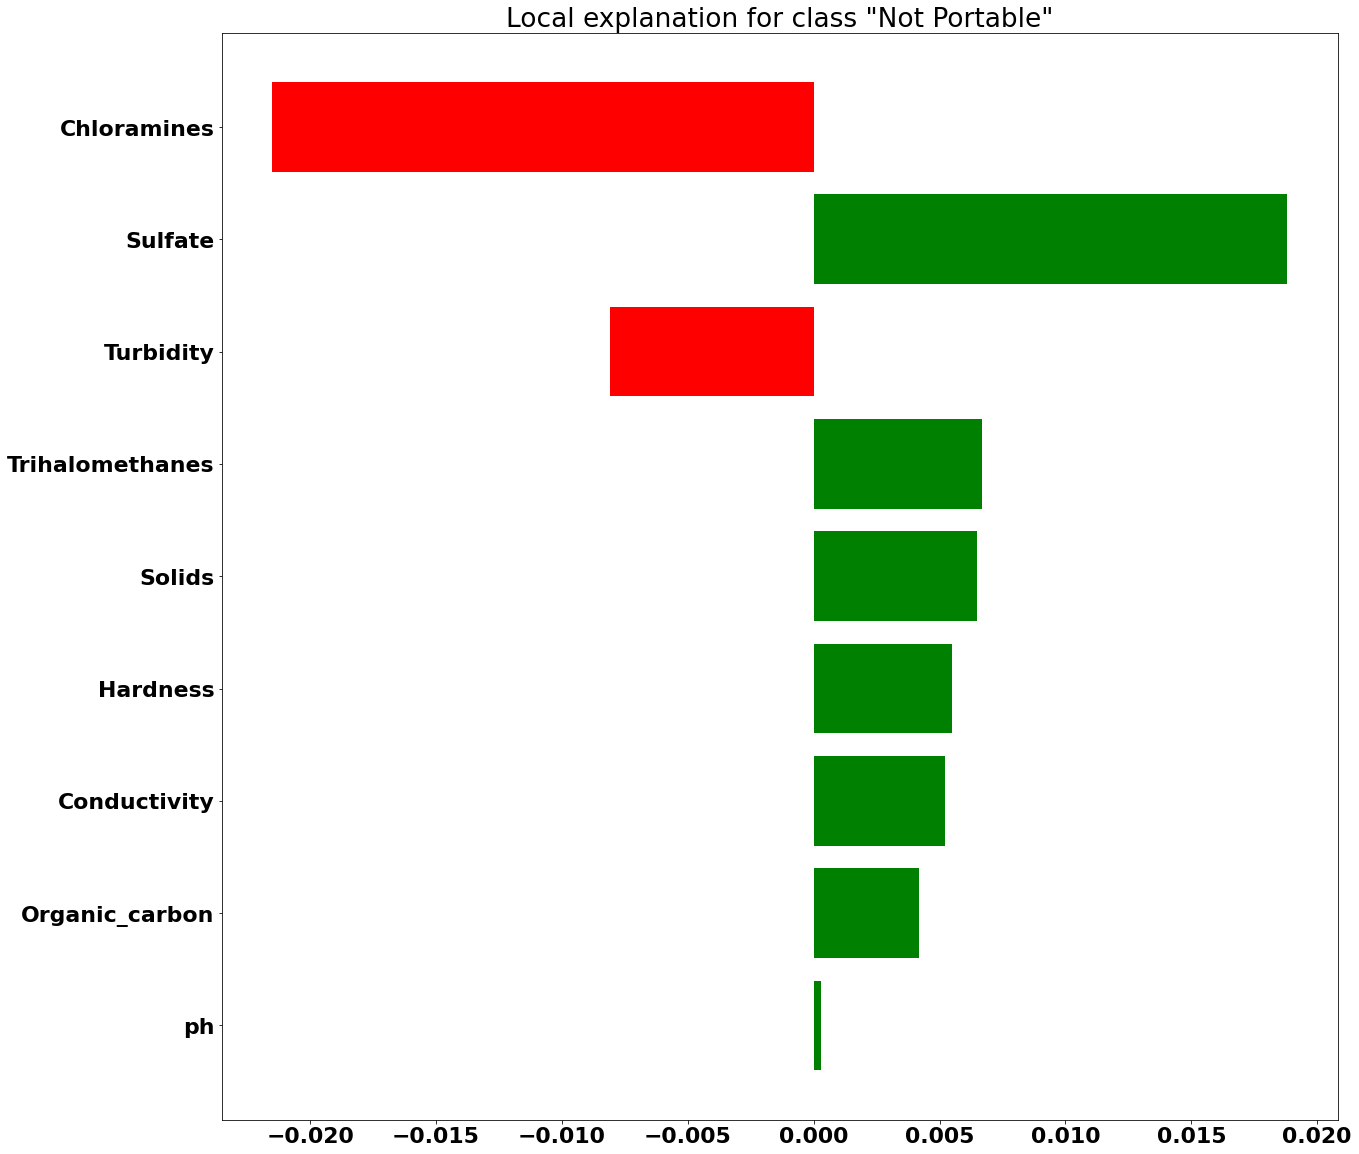 Local explanation for class "Not Portable"
Chloramines
Sulfate
Turbidity
Trihalomethanes
Solids
Hardness
Conductivity
Organic_carbon
ph
−0.020 −0.015 −0.010 −0.005 0.000 0.005 0.010 0.015 0.020